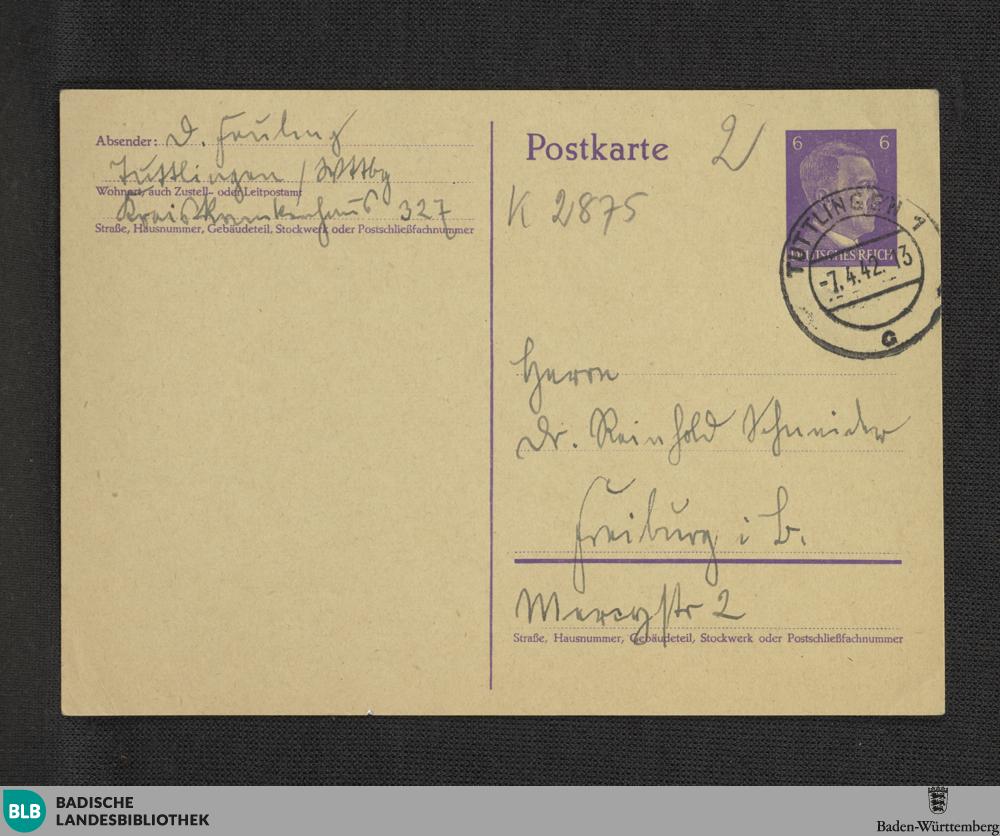 Absender: D. Feuling
Tuttlingen / Wttbg
Wohnort, auch Zustell- oder Leitpostamt
Kreiskrankenhaus 327
Straße, Hausnummer, Gebäudeteil, Stockwerk oder Postschließfachnummer
Postkarte
2
K 2875
6 6
DEUTSCHES REICH
TUTTLINGEN 1
-7.4.42.13
G
Herrn
Dr. Reinhold Schneider
Freiburg i B.
Mercystr 2
Straße, Hausnummer, Gebäudeteil, Stockwerk oder Postschließfachnummer
BLB BADISCHE
LANDESBIBLIOTHEK
Baden-Württemberg